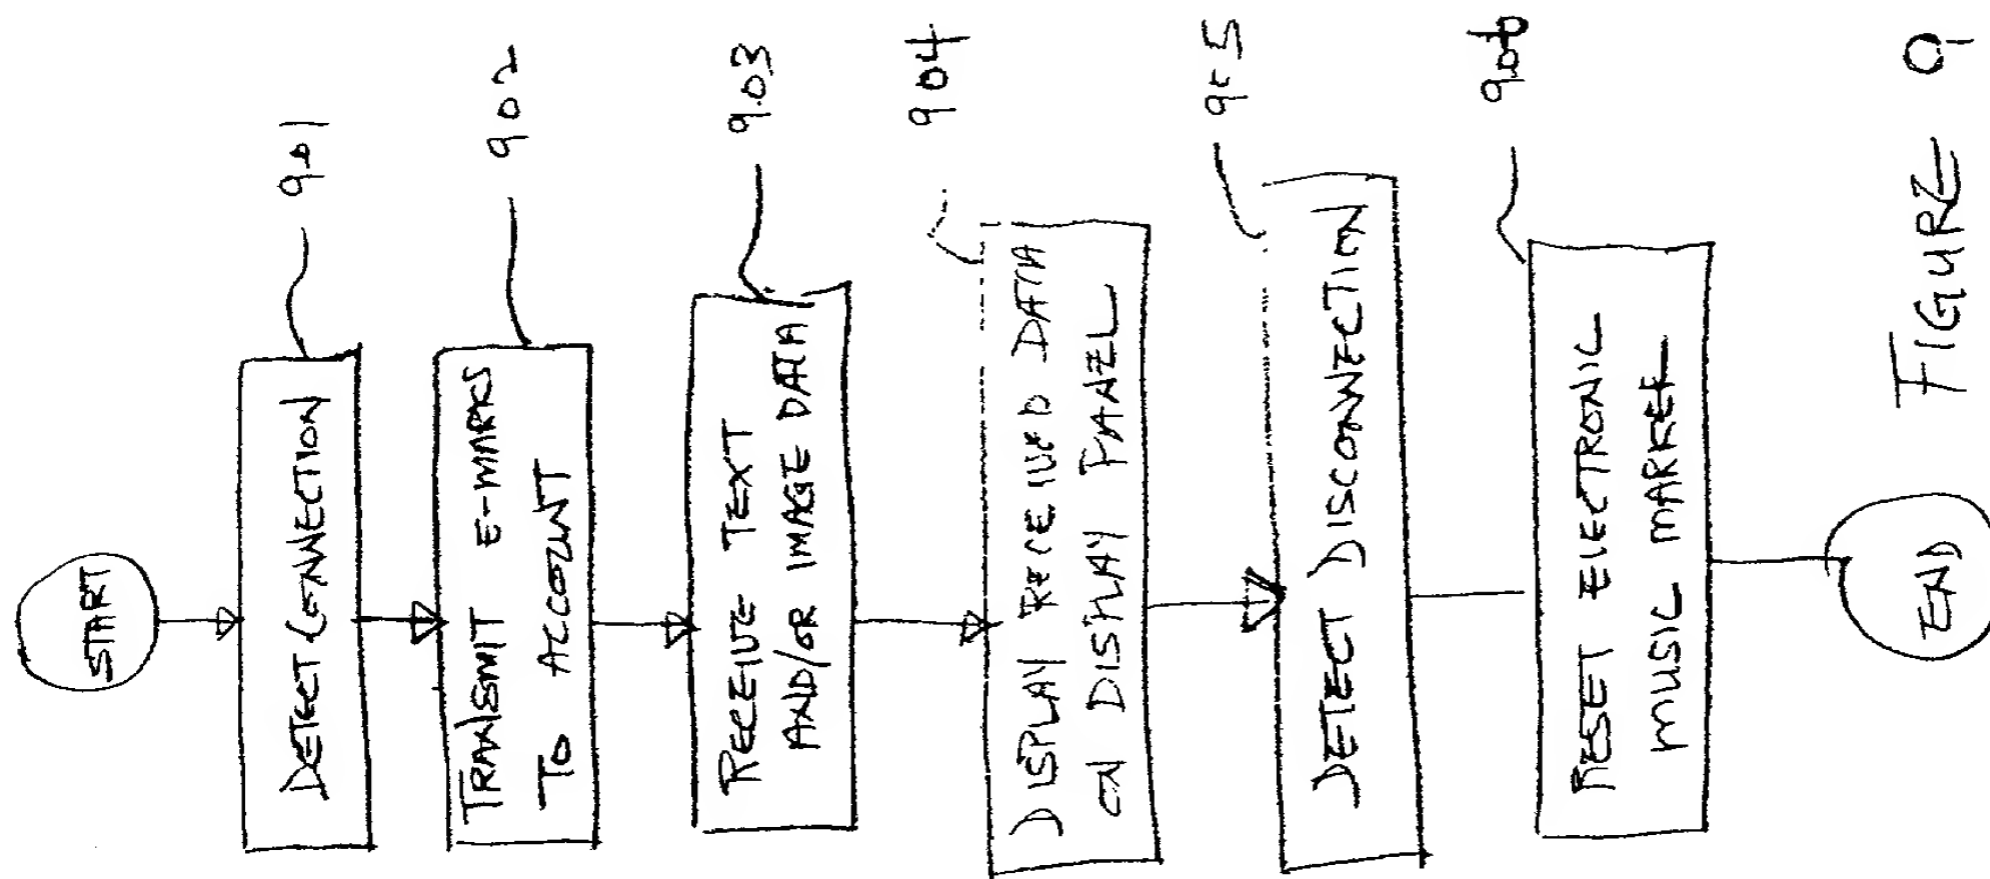 START
901
DETECT CONNECTION
902
TRANSMIT E-MARKS
TO ACCOUNT
903
RECEIVE TEXT
AND/OR IMAGE DATA
904
DISPLAY RECEIVED DATA
ON DISPLAY PANEL
905
DETECT DISCONNECTION
906
RESET ELECTRONIC
MUSIC MARKER
END
FIGURE 9